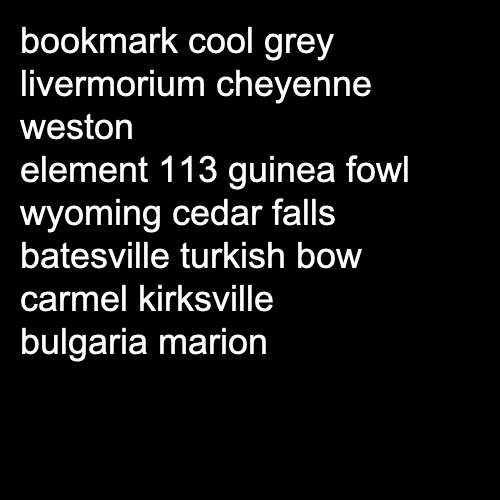 bookmark cool grey
livermorium cheyenne
weston
element 113 guinea fowl
wyoming cedar falls
batesville turkish bow
carmel kirksville
bulgaria marion